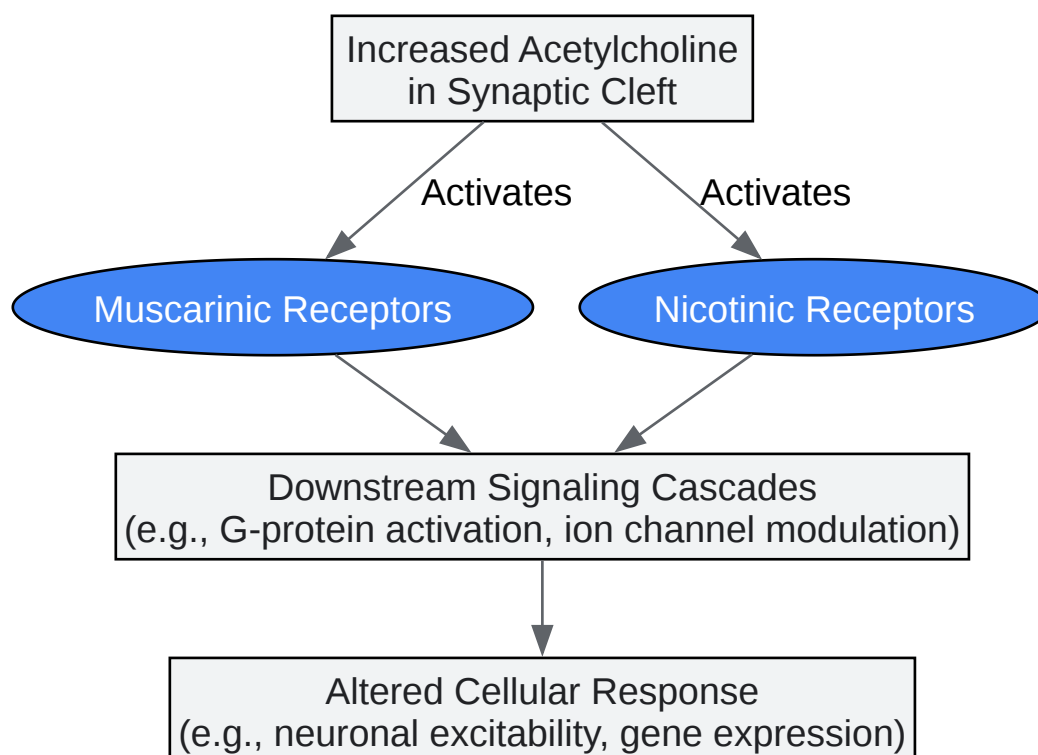 Increased Acetylcholine
in Synaptic Cleft
Activates
Activates
Muscarinic Receptors
Nicotinic Receptors
Downstream Signaling Cascades
(e.g., G-protein activation, ion channel modulation)
Altered Cellular Response
(e.g., neuronal excitability, gene expression)